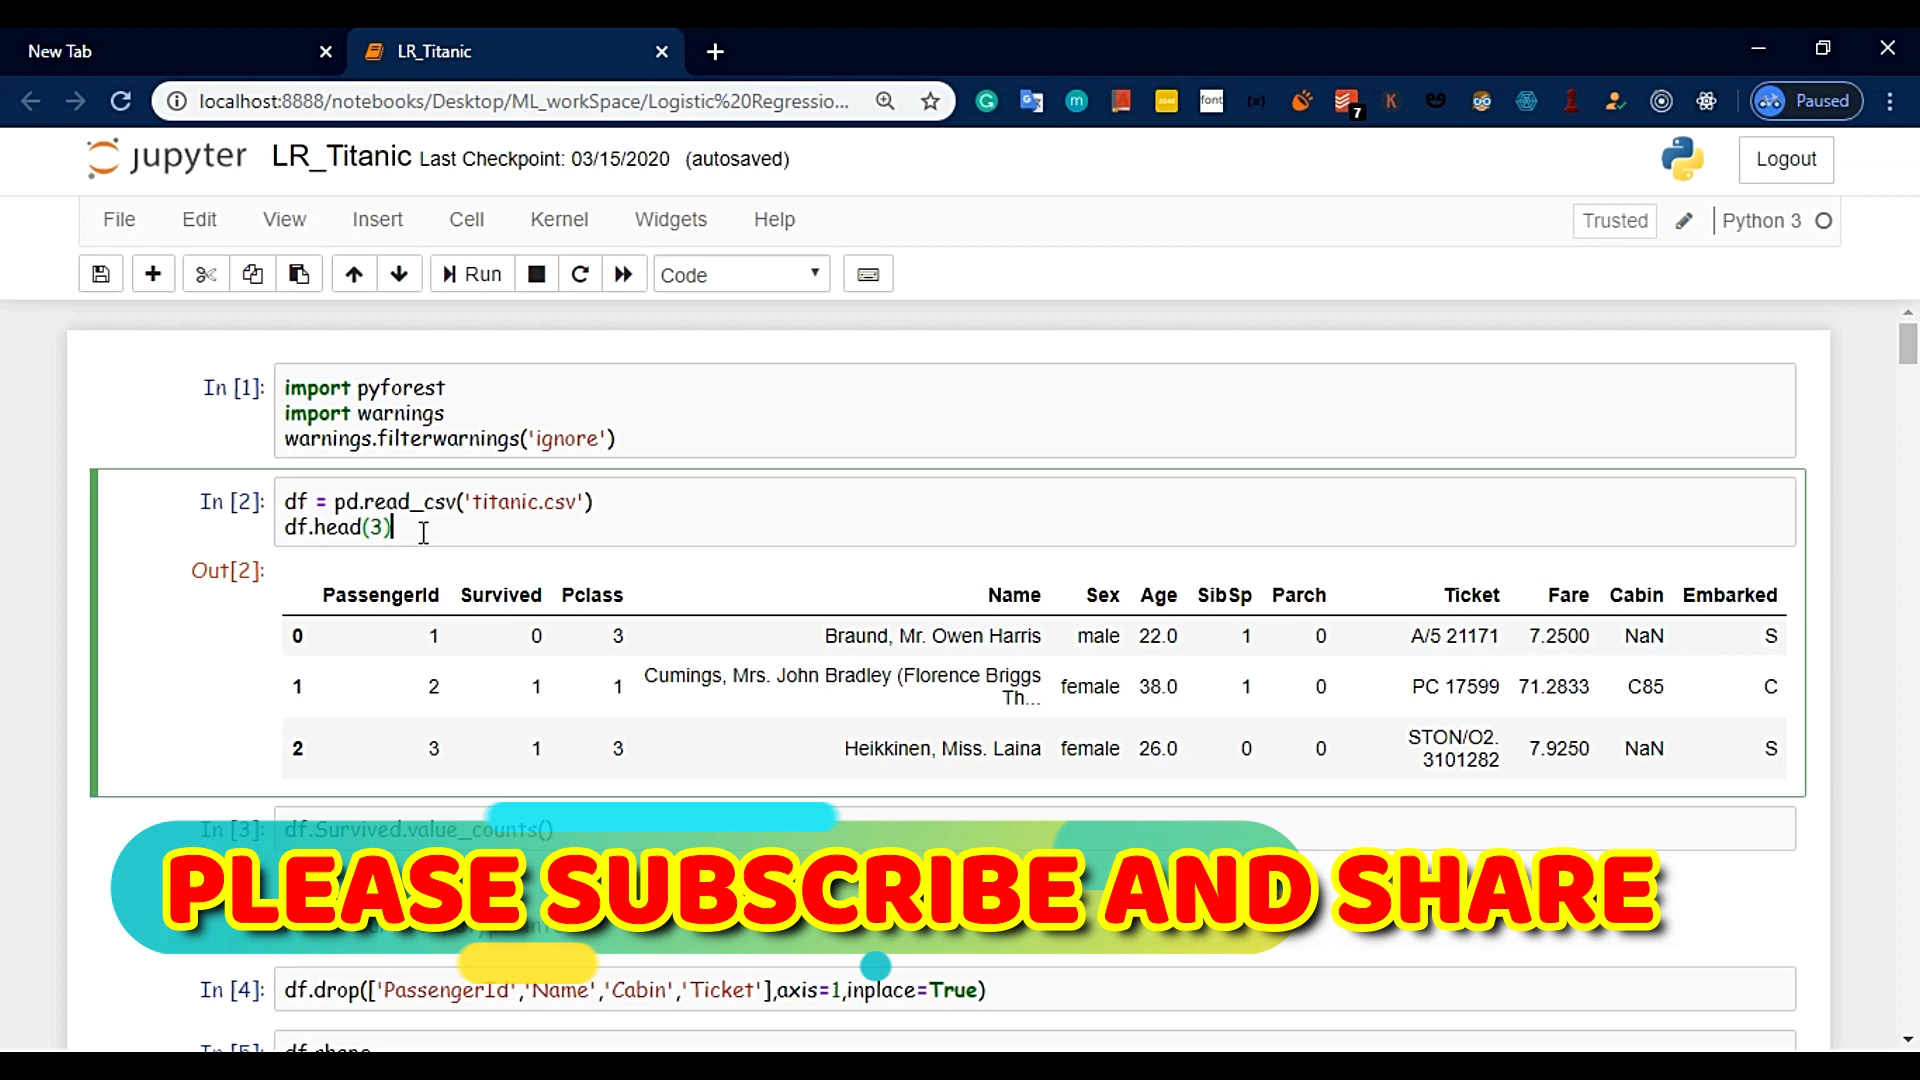 New Tab
LR_Titanic
localhost:8888/notebooks/Desktop/ML_workSpace/Logistic%20Regressio...
font
7
K
Paused
jupyter LR_Titanic Last Checkpoint: 03/15/2020 (autosaved)
Logout
File Edit View Insert Cell Kernel Widgets Help
Trusted
Python 3
Run
Code
In [1]:
import pyforest
import warnings
warnings.filterwarnings('ignore')
In [2]:
df = pd.read_csv('titanic.csv')
df.head(3)
Out[2]:
PassengerId Survived Pclass Name Sex Age SibSp Parch Ticket Fare Cabin Embarked
0 1 0 3 Braund, Mr. Owen Harris male 22.0 1 0 A/5 21171 7.2500 NaN S
1 2 1 1 Cumings, Mrs. John Bradley (Florence Briggs Th... female 38.0 1 0 PC 17599 71.2833 C85 C
2 3 1 3 Heikkinen, Miss. Laina female 26.0 0 0 STON/O2. 3101282 7.9250 NaN S
In [3]:
df.Survived.value_counts()
PLEASE SUBSCRIBE AND SHARE
In [4]:
df.drop(['PassengerId','Name','Cabin','Ticket'],axis=1,inplace=True)
In [5]:
df.shape